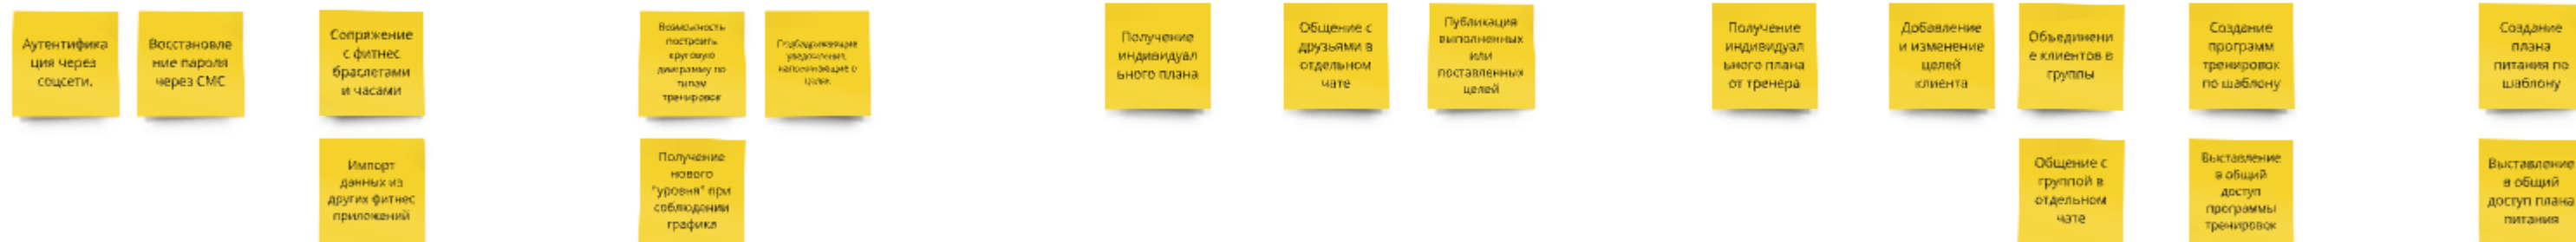 Аутентифика
ция через
соцсети.
Восстановле
ние пароля
через СМС
Сопряжение
с фитнес
браслетами
и часами
Возможность
построить
круговую
диаграмму по
типам
тренировок
Подбадривающие
уведомления,
напоминающие о
цели.
Получение
индивидуал
ьного плана
Общение с
друзьями в
отдельном
чате
Публикация
выполненных
или
поставленных
целей
Получение
индивидуал
ьного плана
от тренера
Добавление
и изменение
целей
клиента
Объединени
е клиентов в
группы
Создание
программ
тренировок
по шаблону
Создание
плана
питания по
шаблону
Импорт
данных из
других фитнес
приложений
Получение
нового
"уровня" при
соблюдении
графика
Общение с
группой в
отдельном
чате
Выставление
в общий
доступ
программы
тренировок
Выставление
в общий
доступ плана
питания